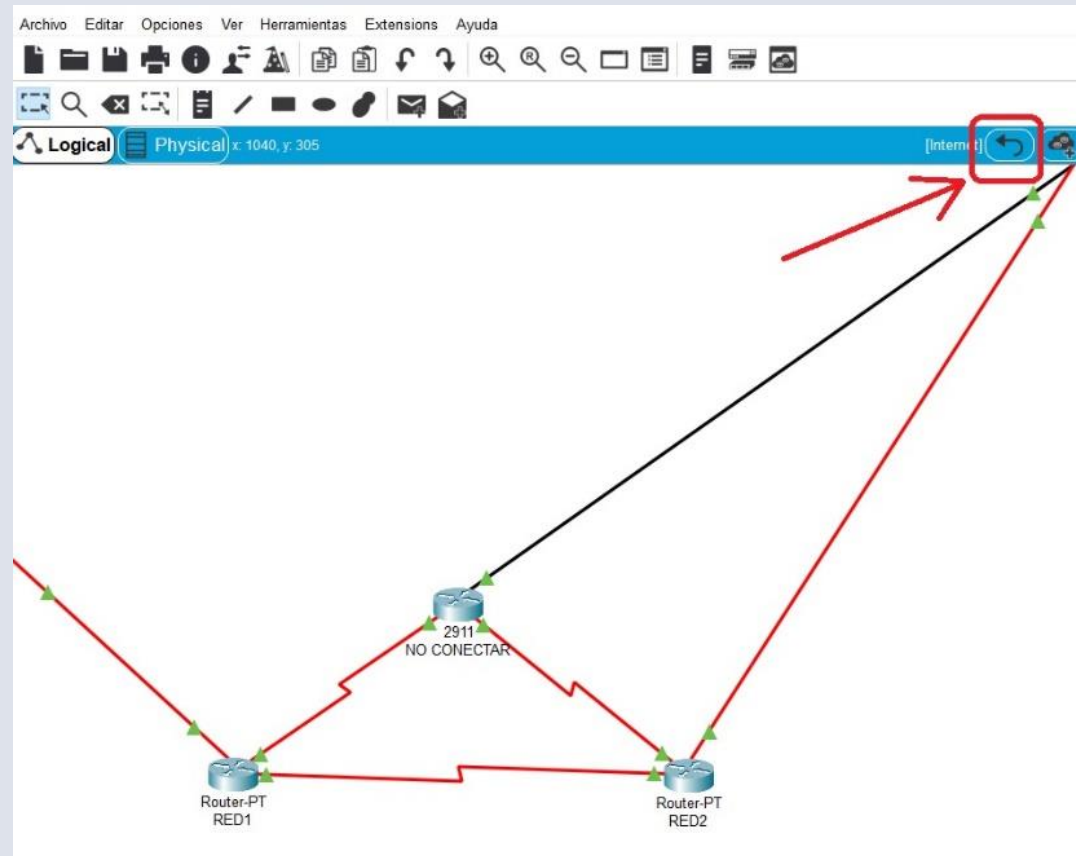 Archivo Editar Opciones Ver Herramientas Extensions Ayuda
Logical Physical x: 1040, y: 305 [Internet]
2911
NO CONECTAR
Router-PT
RED1
Router-PT
RED2